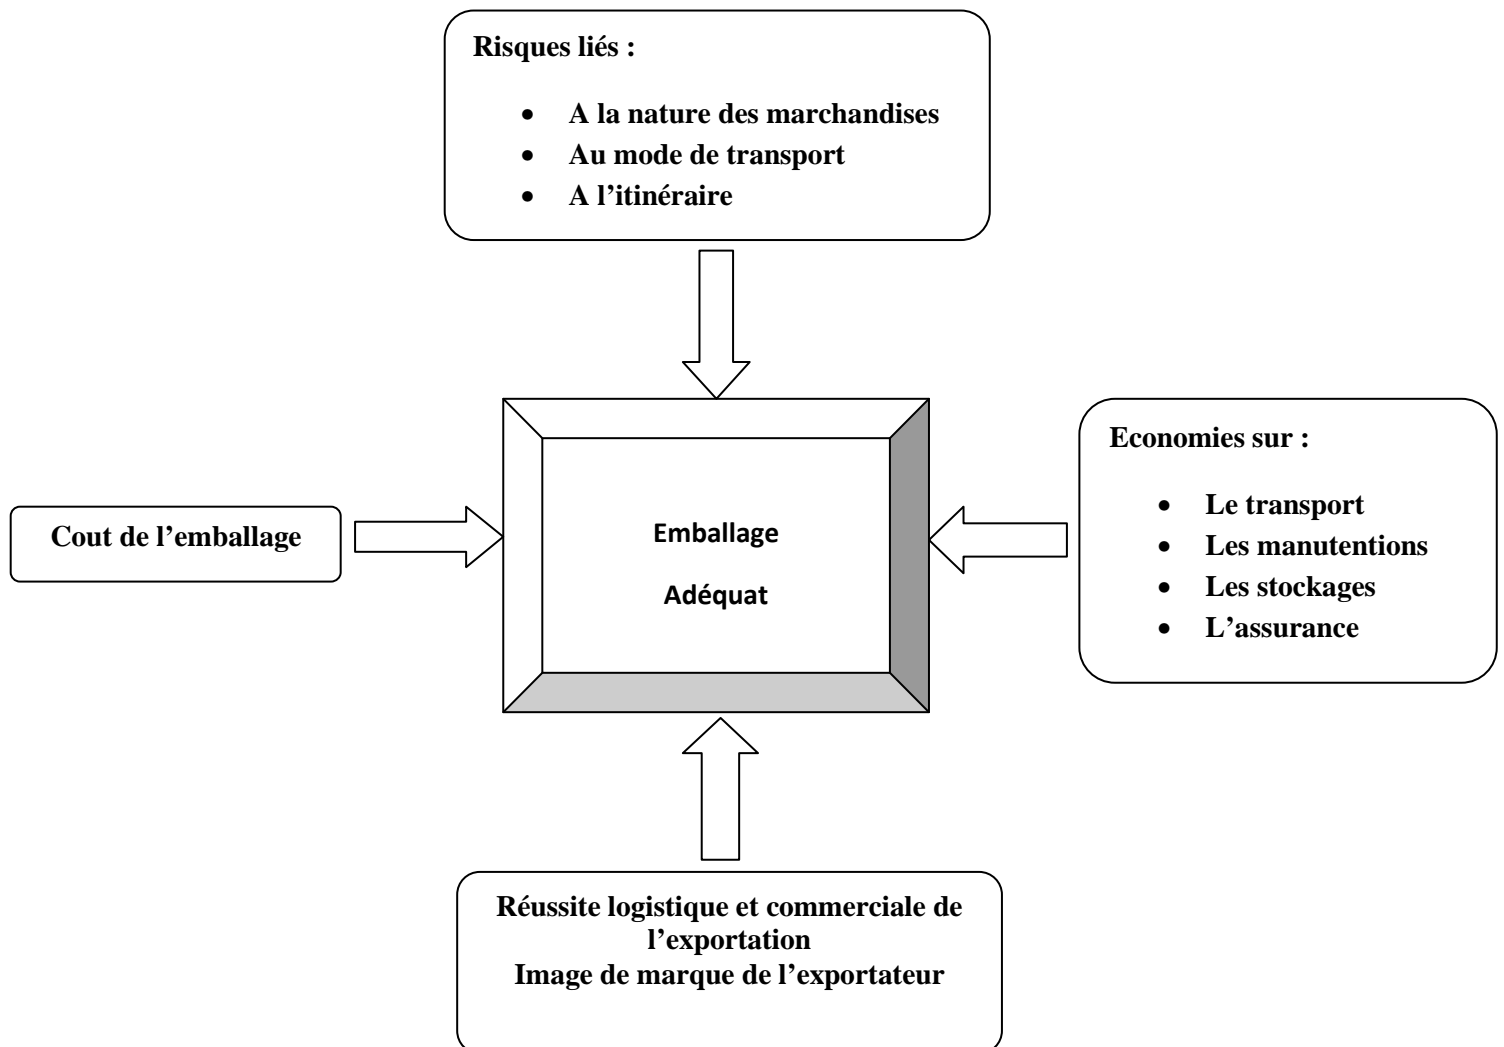 Risques liés :
• A la nature des marchandises
• Au mode de transport
• A l’itinéraire
Economies sur :
• Le transport
• Les manutentions
• Les stockages
• L’assurance
Cout de l’emballage
Emballage
Adéquat
Réussite logistique et commerciale de
l’exportation
Image de marque de l’exportateur